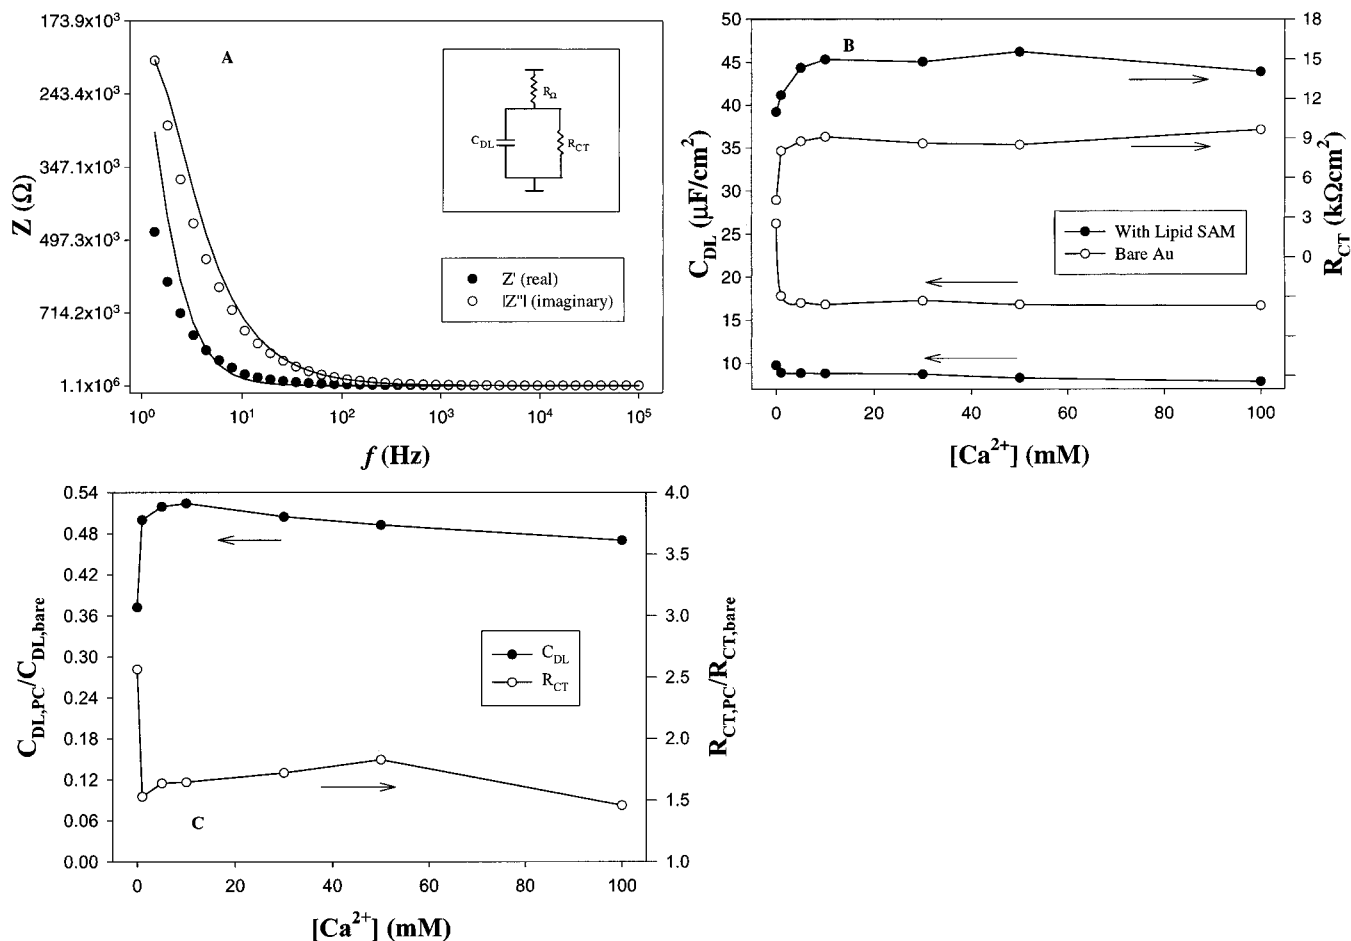 173.9x10³
243.4x10³
347.1x10³
497.3x10³
714.2x10³
1.1x10⁶
Z (Ω)
A
R_Ω
C_DL
R_CT
Z' (real)
|Z"| (imaginary)
10⁰ 10¹ 10² 10³ 10⁴ 10⁵
f (Hz)
50
45
40
35
30
25
20
15
10
C_DL (µF/cm²)
B
With Lipid SAM
Bare Au
18
15
12
9
6
3
0
R_CT (kΩcm²)
0 20 40 60 80 100
[Ca²⁺] (mM)
0.54
0.48
0.42
0.36
0.30
0.24
0.18
0.12
0.06
0.00
C_DL,PC/C_DL,bare
C_DL
R_CT
C
4.0
3.5
3.0
2.5
2.0
1.5
1.0
R_CT,PC/R_CT,bare
0 20 40 60 80 100
[Ca²⁺] (mM)